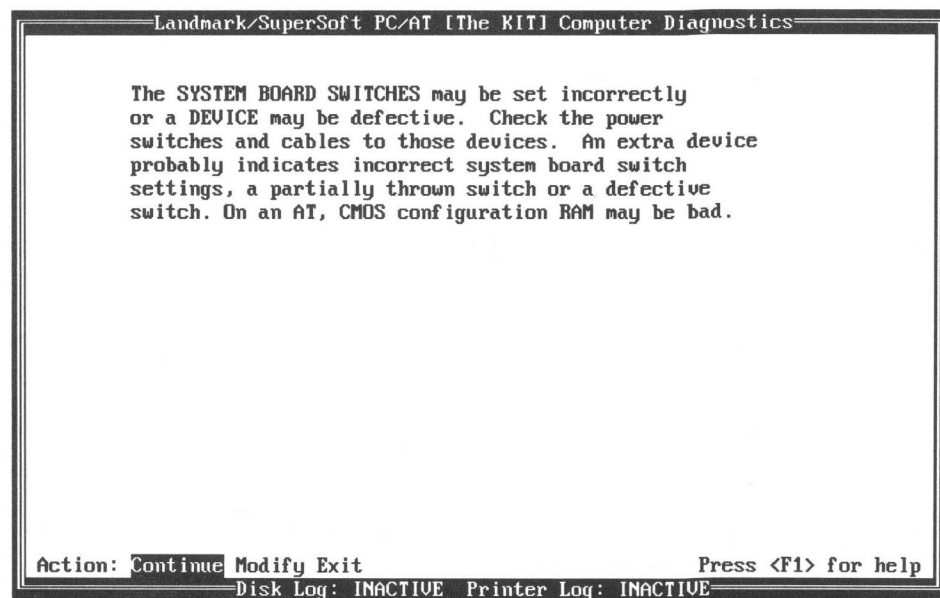 Landmark/SuperSoft PC/AT [The KIT] Computer Diagnostics
The SYSTEM BOARD SWITCHES may be set incorrectly
or a DEVICE may be defective.  Check the power
switches and cables to those devices.  An extra device
probably indicates incorrect system board switch
settings, a partially thrown switch or a defective
switch. On an AT, CMOS configuration RAM may be bad.
Action: Continue Modify Exit Press <F1> for help
Disk Log: INACTIVE  Printer Log: INACTIVE